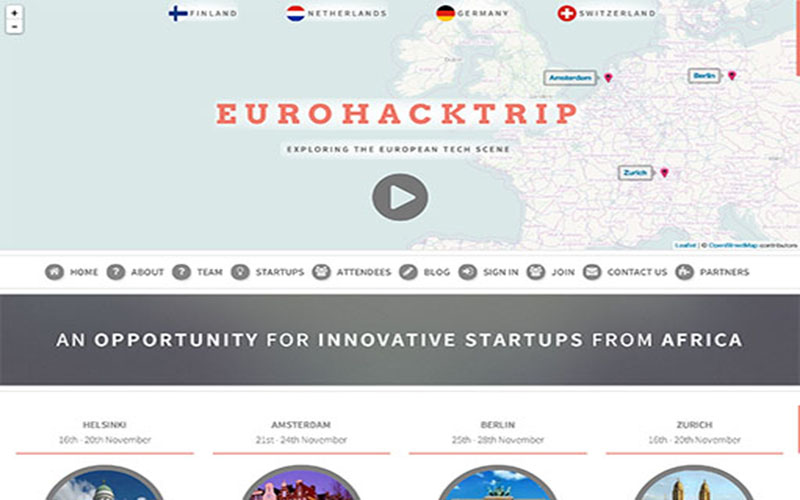 +
-
FINLAND NETHERLANDS GERMANY SWITZERLAND
Amsterdam
Berlin
EUROHACKTRIP
EXPLORING THE EUROPEAN TECH SCENE
Zurich
Leaflet | © OpenStreetMap contributors
HOME ABOUT TEAM STARTUPS ATTENDEES BLOG SIGN IN JOIN CONTACT US PARTNERS
AN OPPORTUNITY FOR INNOVATIVE STARTUPS FROM AFRICA
HELSINKI AMSTERDAM BERLIN ZURICH
16th - 20th November 21st - 24th November 25th - 28th November 16th - 20th November